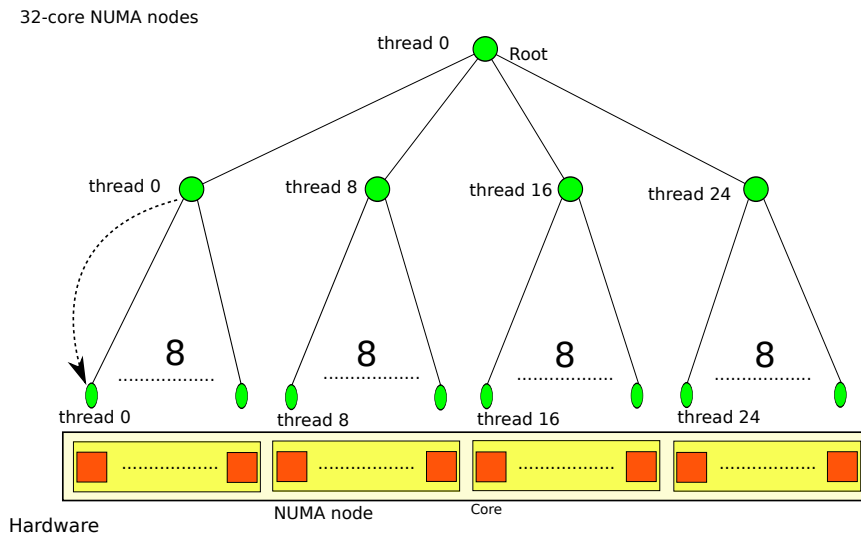 32-core NUMA nodes
thread 0
Root
thread 0
thread 8
thread 16
thread 24
8
8
8
8
thread 0
thread 8
thread 16
thread 24
NUMA node
Core
Hardware